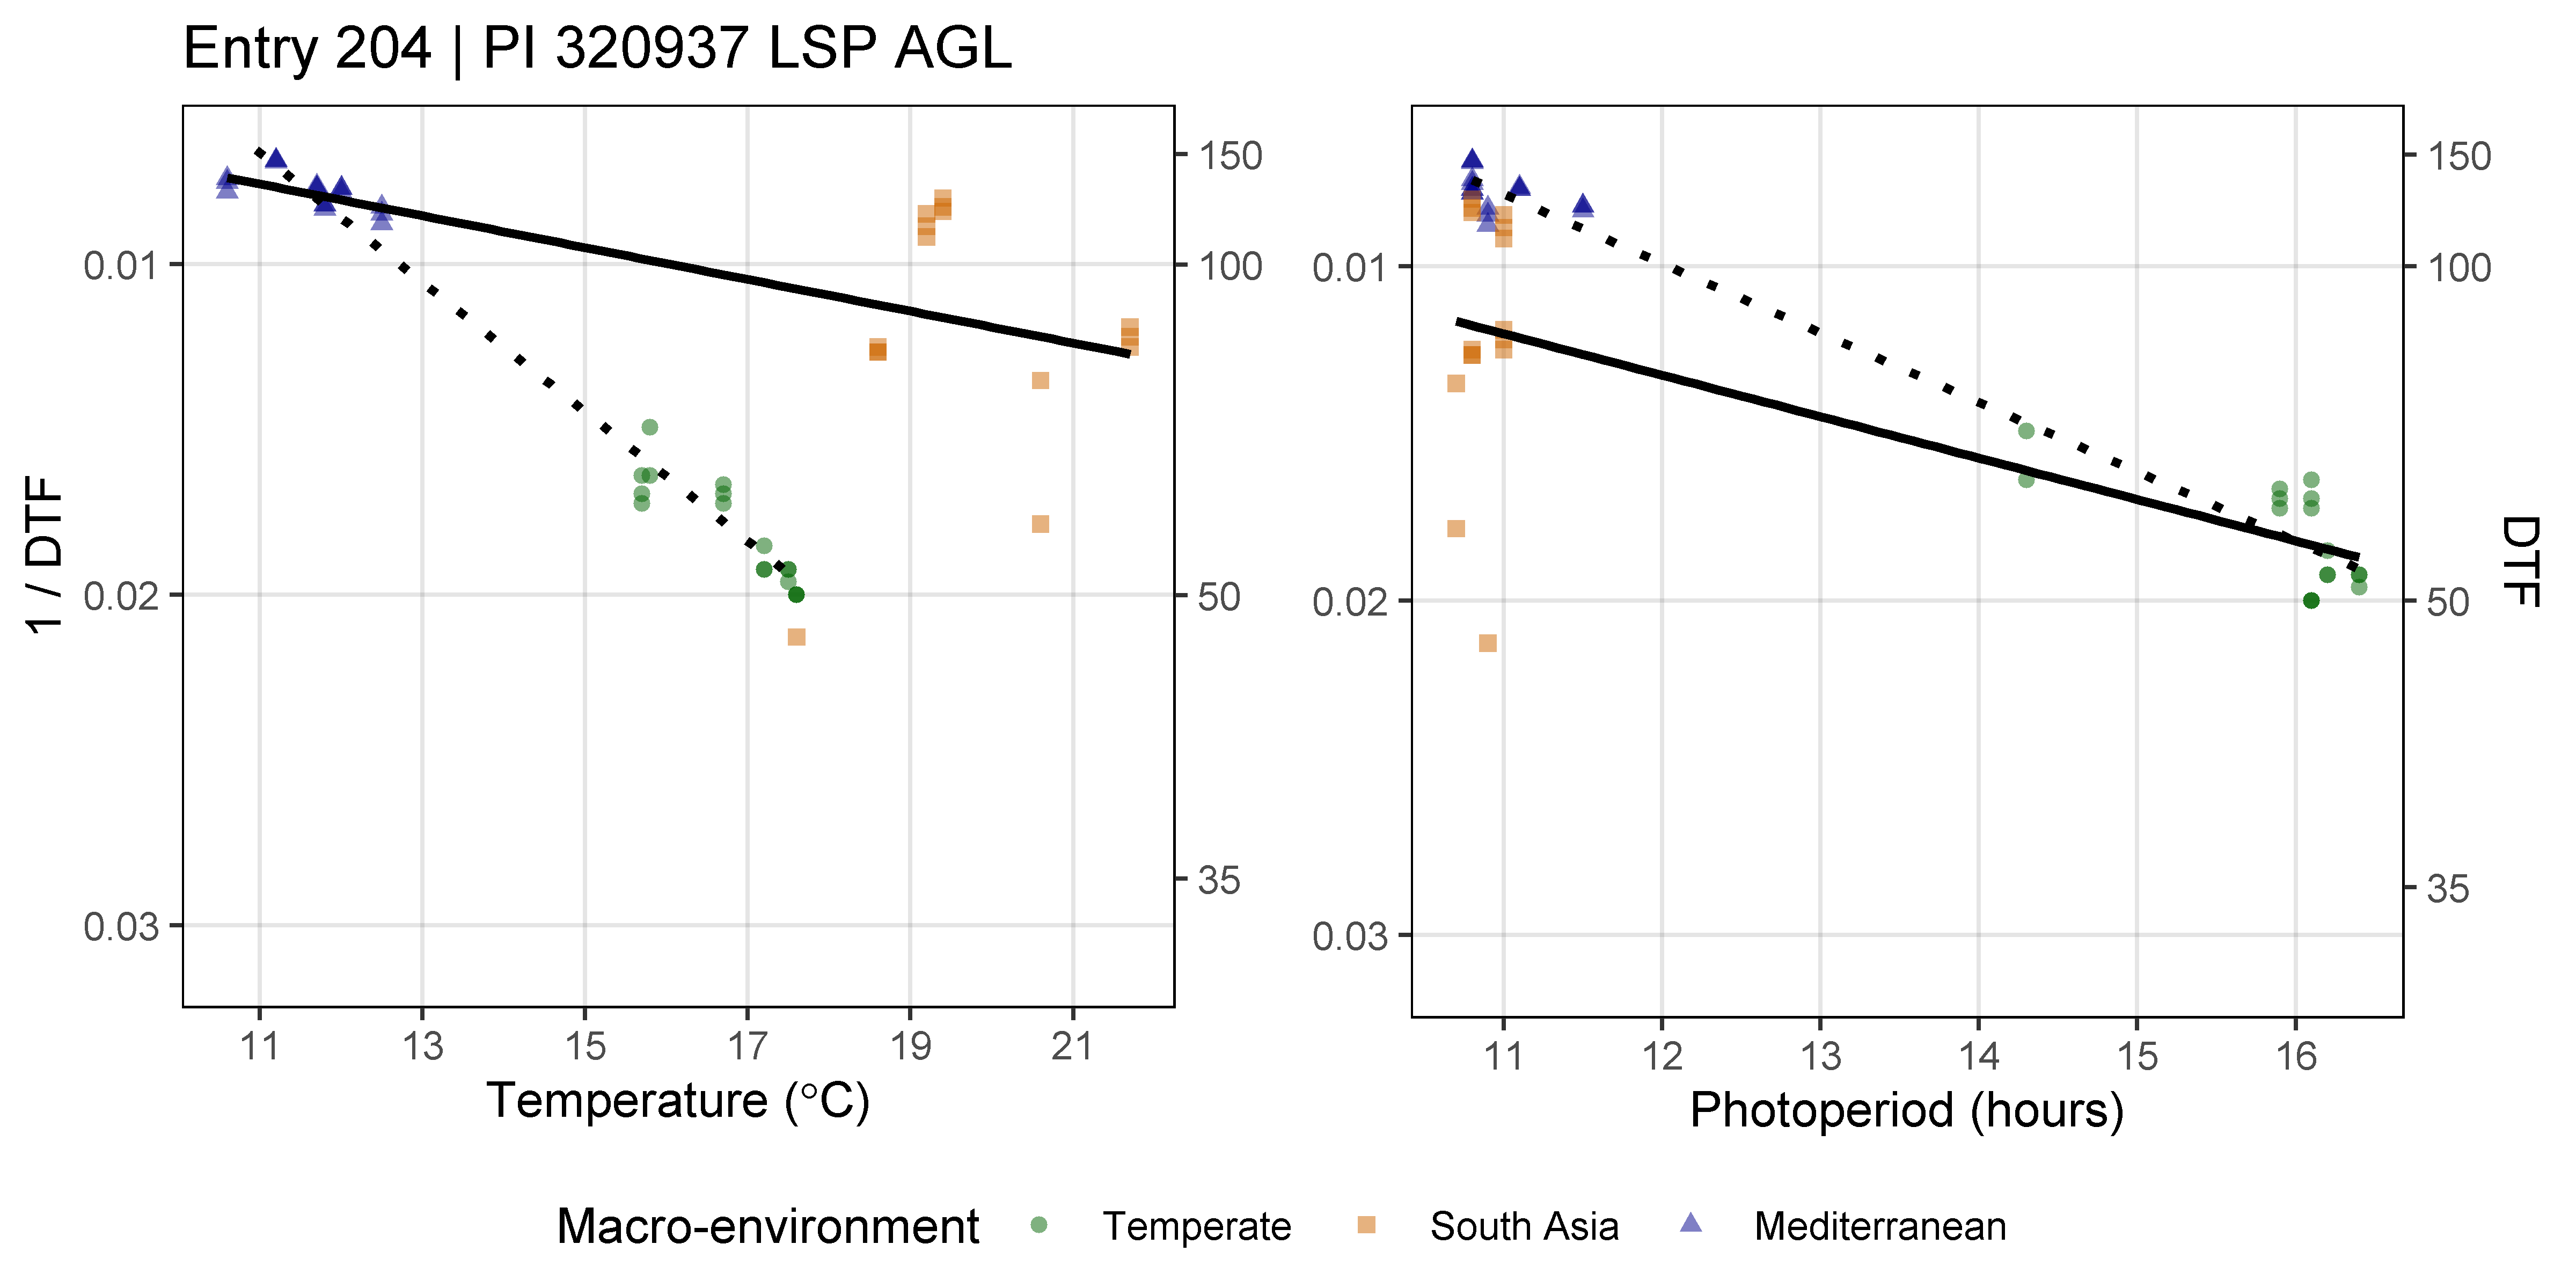 Entry 204 | PI 320937 LSP AGL
1 / DTF
0.01
0.02
0.03
150
100
50
35
11 13 15 17 19 21
Temperature (°C)
0.01
0.02
0.03
150
100
50
35
DTF
11 12 13 14 15 16
Photoperiod (hours)
Macro-environment Temperate South Asia Mediterranean